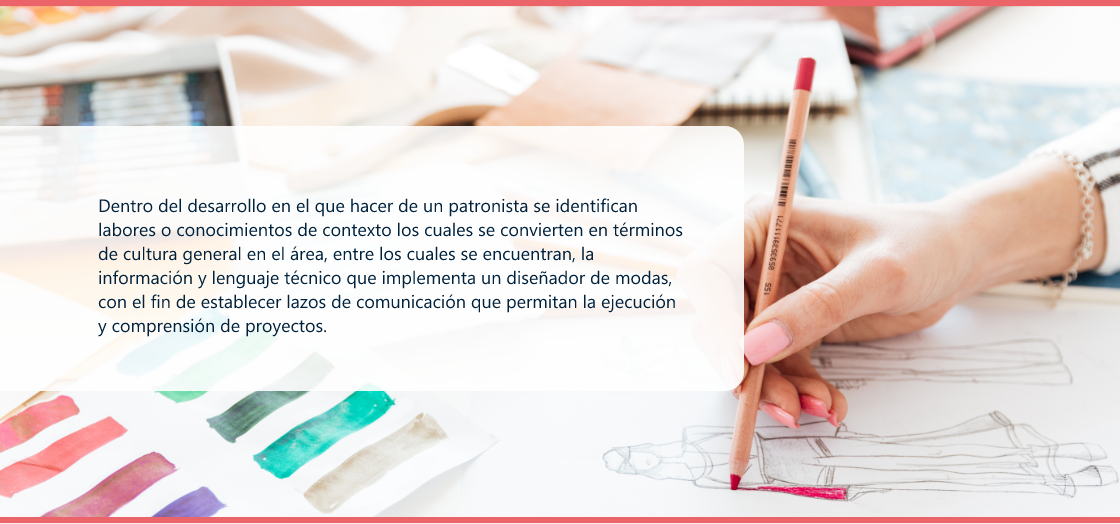 Dentro del desarrollo en el que hacer de un patronista se identifican
labores o conocimientos de contexto los cuales se convierten en términos
de cultura general en el área, entre los cuales se encuentran, la
información y lenguaje técnico que implementa un diseñador de modas,
con el fin de establecer lazos de comunicación que permitan la ejecución
y comprensión de proyectos.
155 8593539111771